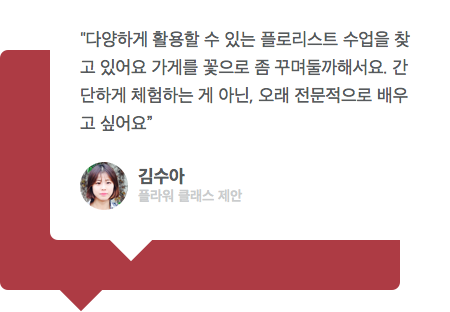 "다양하게 활용할 수 있는 플로리스트 수업을 찾
고 있어요 가게를 꽃으로 좀 꾸며둘까해서요. 간
단하게 체험하는 게 아닌, 오래 전문적으로 배우
고 싶어요”
김수아
플라워 클래스 제안